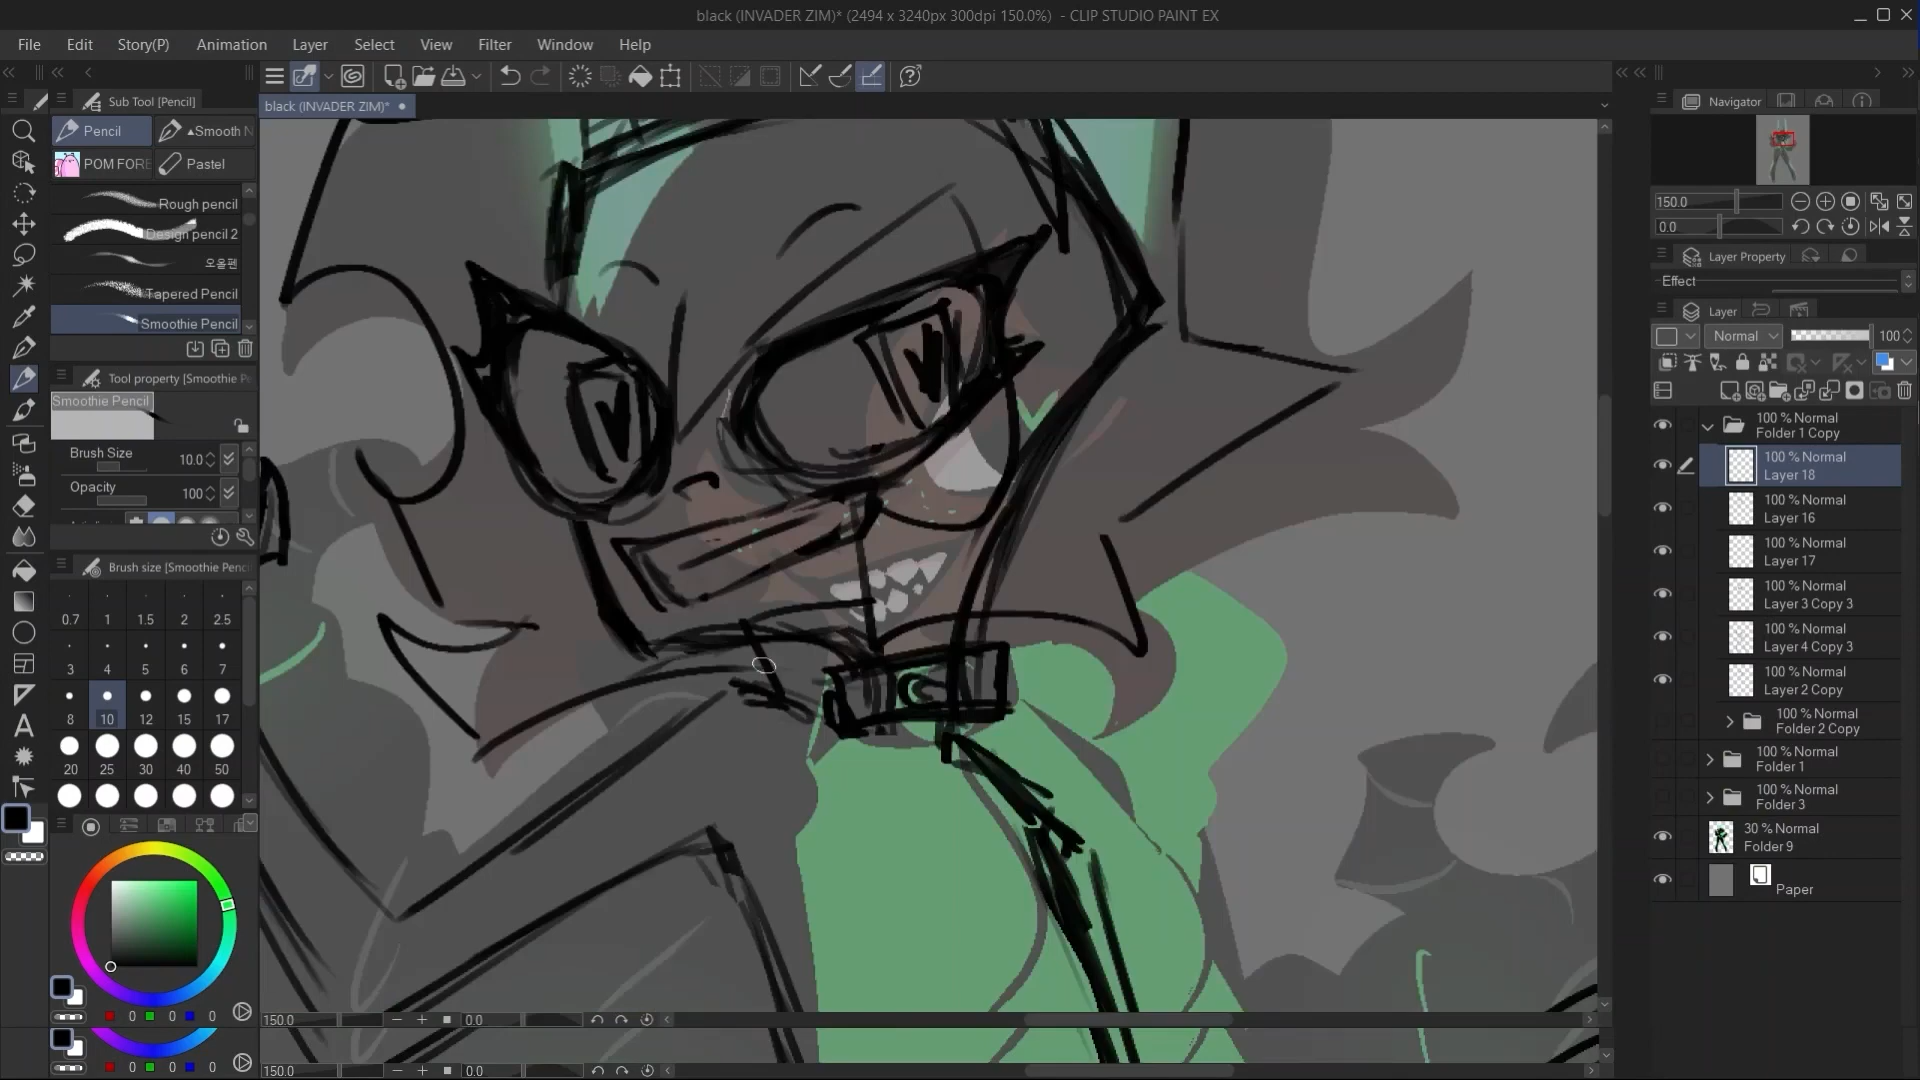 black (INVADER ZIM)* (2494 x 3240px 300dpi 150.0%)  - CLIP STUDIO PAINT EX
File Edit Story(P) Animation Layer Select View Filter Window Help
Sub Tool [Pencil]
black (INVADER ZIM)*
Navigator
Pencil
Smooth N
POM FORE
Pastel
Rough pencil
Design pencil 2
오올펜
Tapered Pencil
Smoothie Pencil
150.0
0.0
Layer Property
Effect
Layer
Normal
100
Tool property [Smoothie Pe
Smoothie Pencil
Brush Size 10.0
Opacity 100
Brush size [Smoothie Penci
0.7 1 1.5 2 2.5
3 4 5 6 7
8 10 12 15 17
20 25 30 40 50
0 0 0
0 0 0
100 % Normal
Folder 1 Copy
100 % Normal
Layer 18
100 % Normal
Layer 16
100 % Normal
Layer 17
100 % Normal
Layer 3 Copy 3
100 % Normal
Layer 4 Copy 3
100 % Normal
Layer 2 Copy
100 % Normal
Folder 2 Copy
100 % Normal
Folder 1
100 % Normal
Folder 3
30 % Normal
Folder 9
Paper
150.0 0.0
150.0 0.0